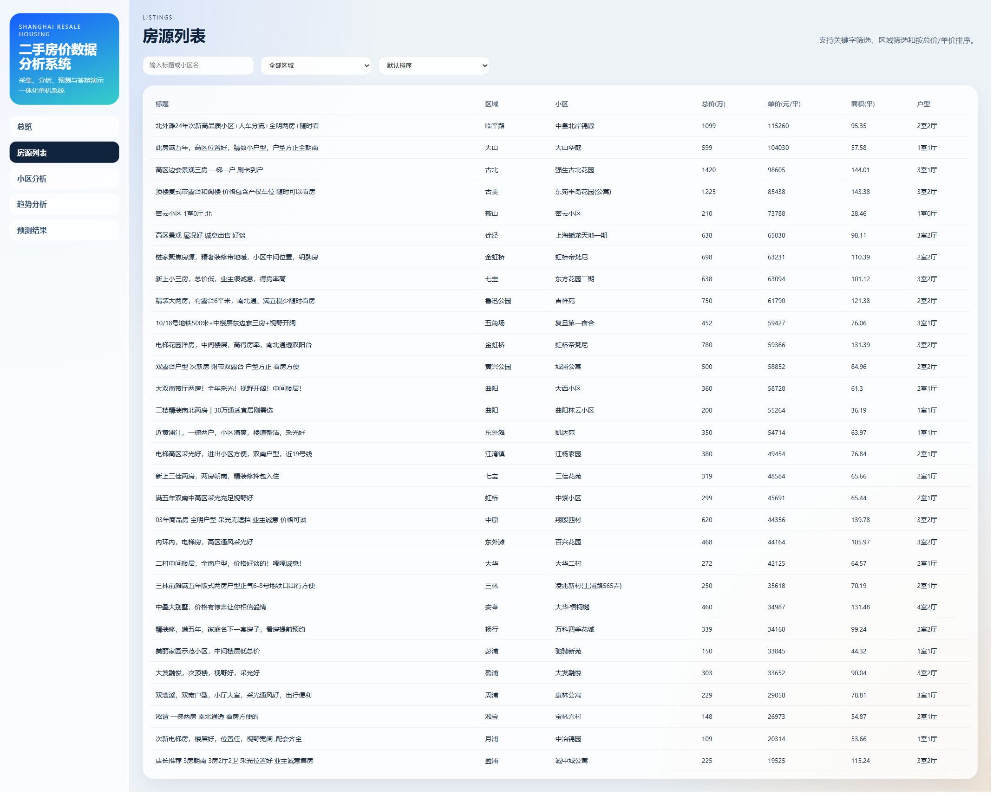 SHANGHAI RESALE
HOUSING
二手房价数据
分析系统
采集、分析、预测与答辩演示
一体化单机系统
总览
房源列表
小区分析
趋势分析
预测结果
LISTINGS
房源列表
支持关键字筛选、区域筛选和按总价/单价排序。
输入标题或小区名 全部区域 默认排序
标题 区域 小区 总价(万) 单价(元/平) 面积(平) 户型
北外滩24年次新高品质小区+人车分流+全明两房+随时看 临平路 中皇北岸锦源 1099 115260 95.35 2室2厅
此房满五年，高区位置好，精致小户型，户型方正全朝南 天山 天山华庭 599 104030 57.58 1室1厅
高区边套景观三房 一梯一户 刷卡到户 古北 强生古北花园 1420 98605 144.01 3室1厅
顶楼复式带露台和阁楼 价格包含产权车位 随时可以看房 古美 东苑半岛花园(公寓) 1225 85438 143.38 3室2厅
密云小区 1室0厅 北 鞍山 密云小区 210 73788 28.46 1室0厅
高区景观 屋况好 诚意出售 好谈 徐泾 上海蟠龙天地一期 638 65030 98.11 3室2厅
链家聚焦房源，精奢装修带地暖，小区中间位置，钥匙房 金虹桥 虹桥帝梵尼 698 63231 110.39 2室2厅
新上小三房，总价低，业主很诚意，得房率高 七宝 东方花园二期 638 63094 101.12 3室2厅
精装大两房，有露台6平米，南北通、满五税少随时看房 鲁迅公园 吉祥苑 750 61790 121.38 2室2厅
10/18号地铁500米+中楼层东边套三房+视野开阔 五角场 复旦第一宿舍 452 59427 76.06 3室1厅
电梯花园洋房，中间楼层，高得房率，南北通透双阳台 金虹桥 虹桥帝梵尼 780 59366 131.39 3室2厅
双露台户型 次新房 附带双露台 户型方正 看房方便 黄兴公园 城浦公寓 500 58852 84.96 2室2厅
大双南带厅两房！全年采光！视野开阔！中间楼层！ 曲阳 大西小区 360 58728 61.3 2室1厅
三楼精装南北两房｜30万通透宜居刚需选 曲阳 曲阳林云小区 200 55264 36.19 1室1厅
近黄浦江，一梯两户，小区清爽，楼道整洁，采光好 东外滩 凯达苑 350 54714 63.97 1室1厅
电梯高区采光好，进出小区方便，双南户型，近19号线 江湾镇 江杨家园 380 49454 76.84 2室1厅
新上三佳两房，两房朝南，精装修拎包入住 七宝 三佳花苑 319 48584 65.66 2室1厅
满五年双南中高区采光充足视野好 虹桥 中紫小区 299 45691 65.44 2室1厅
03年商品房 全明户型 采光无遮挡 业主诚意 价格可谈 中原 翔殷四村 620 44356 139.78 3室2厅
内环内，电梯房，高区通风采光好 东外滩 百兴花园 468 44164 105.97 3室2厅
二村中间楼层，全南户型，价格好谈的！嘎嘎诚意！ 大华 大华二村 272 42125 64.57 2室1厅
三林前滩满五年版式两房户型正气6-8号地铁口出行方便 三林 凌兆新村(上浦路565弄) 250 35618 70.19 2室1厅
中叠大别墅，价格有惊喜让你相信爱情 安亭 大华·梧桐樾 460 34987 131.48 4室2厅
精装修，满五年，家庭名下一套房子，看房提前预约 杨行 万科四季花城 339 34160 99.24 2室2厅
美丽家园示范小区，中间楼层低总价 彭浦 驰骋新苑 150 33845 44.32 1室1厅
大发融悦，次顶楼，视野好，采光好 盈浦 大发融悦 303 33652 90.04 3室2厅
双澧溪，双南户型，小厅大室，采光通风好，出行便利 周浦 康林公寓 229 29058 78.81 3室1厅
淞谊 一梯两房 南北通透 看房方便的 淞宝 宝林六村 148 26973 54.87 2室1厅
次新电梯房，楼层好，位置佳，视野宽阔 ,配套齐全 月浦 中冶锦园 109 20314 53.66 1室1厅
店长推荐 3房朝南 3房2厅2卫 采光位置好 业主诚意售房 盈浦 诚中城公寓 225 19525 115.24 3室2厅